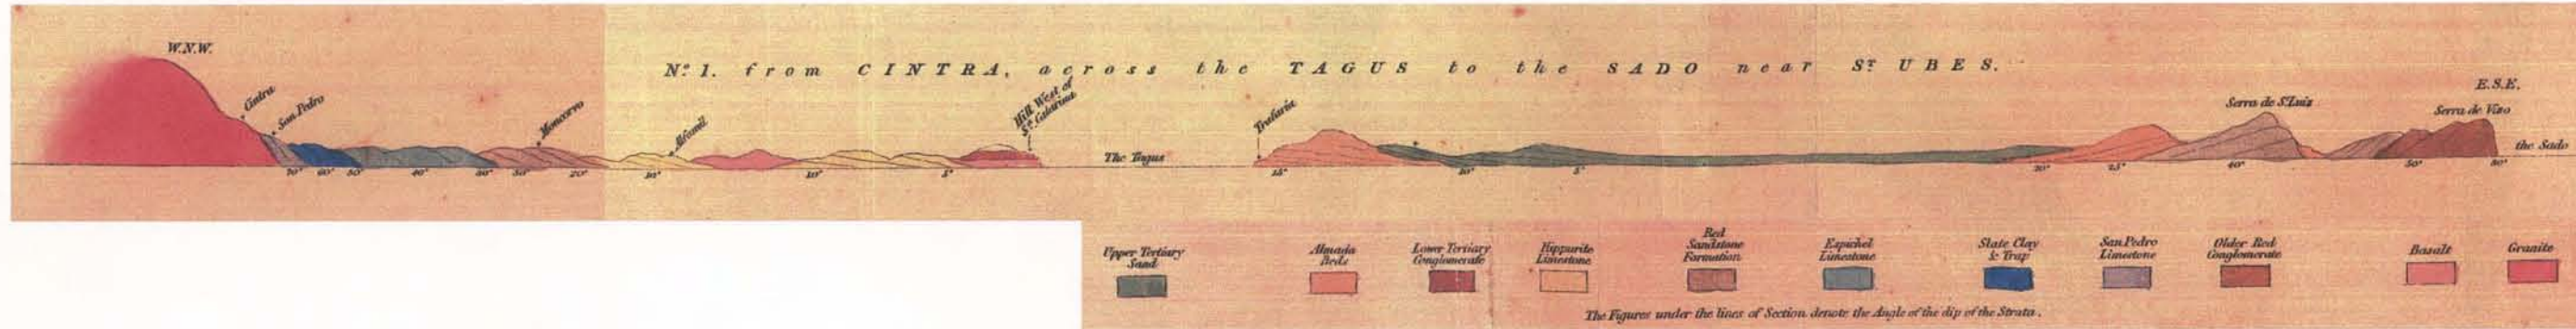 W.N.W.
Nº 1. from CINTRA, across the TAGUS to the SADO near Sᵀ UBES.
E.S.E.
Cintra
San Pedro
Moncorvo
Alfomil
Hill West of
Sᵗ Catarina
The Tagus
Trafaria
Serra de Sᵗ Luiz
Serra de Vizo
the Sado
70° 60° 50° 40° 30° 20° 10° 10° 5° 15° 10° 5° 20° 25° 40° 50° 80°
Upper Tertiary
Sand
Almada
Beds
Lower Tertiary
Conglomerate
Hippurite
Limestone
Red
Sandstone
Formation
Espichel
Limestone
Slate Clay
& Trap
San Pedro
Limestone
Older Red
Conglomerate
Basalt
Granite
The Figures under the lines of Section denote the Angle of the dip of the Strata.